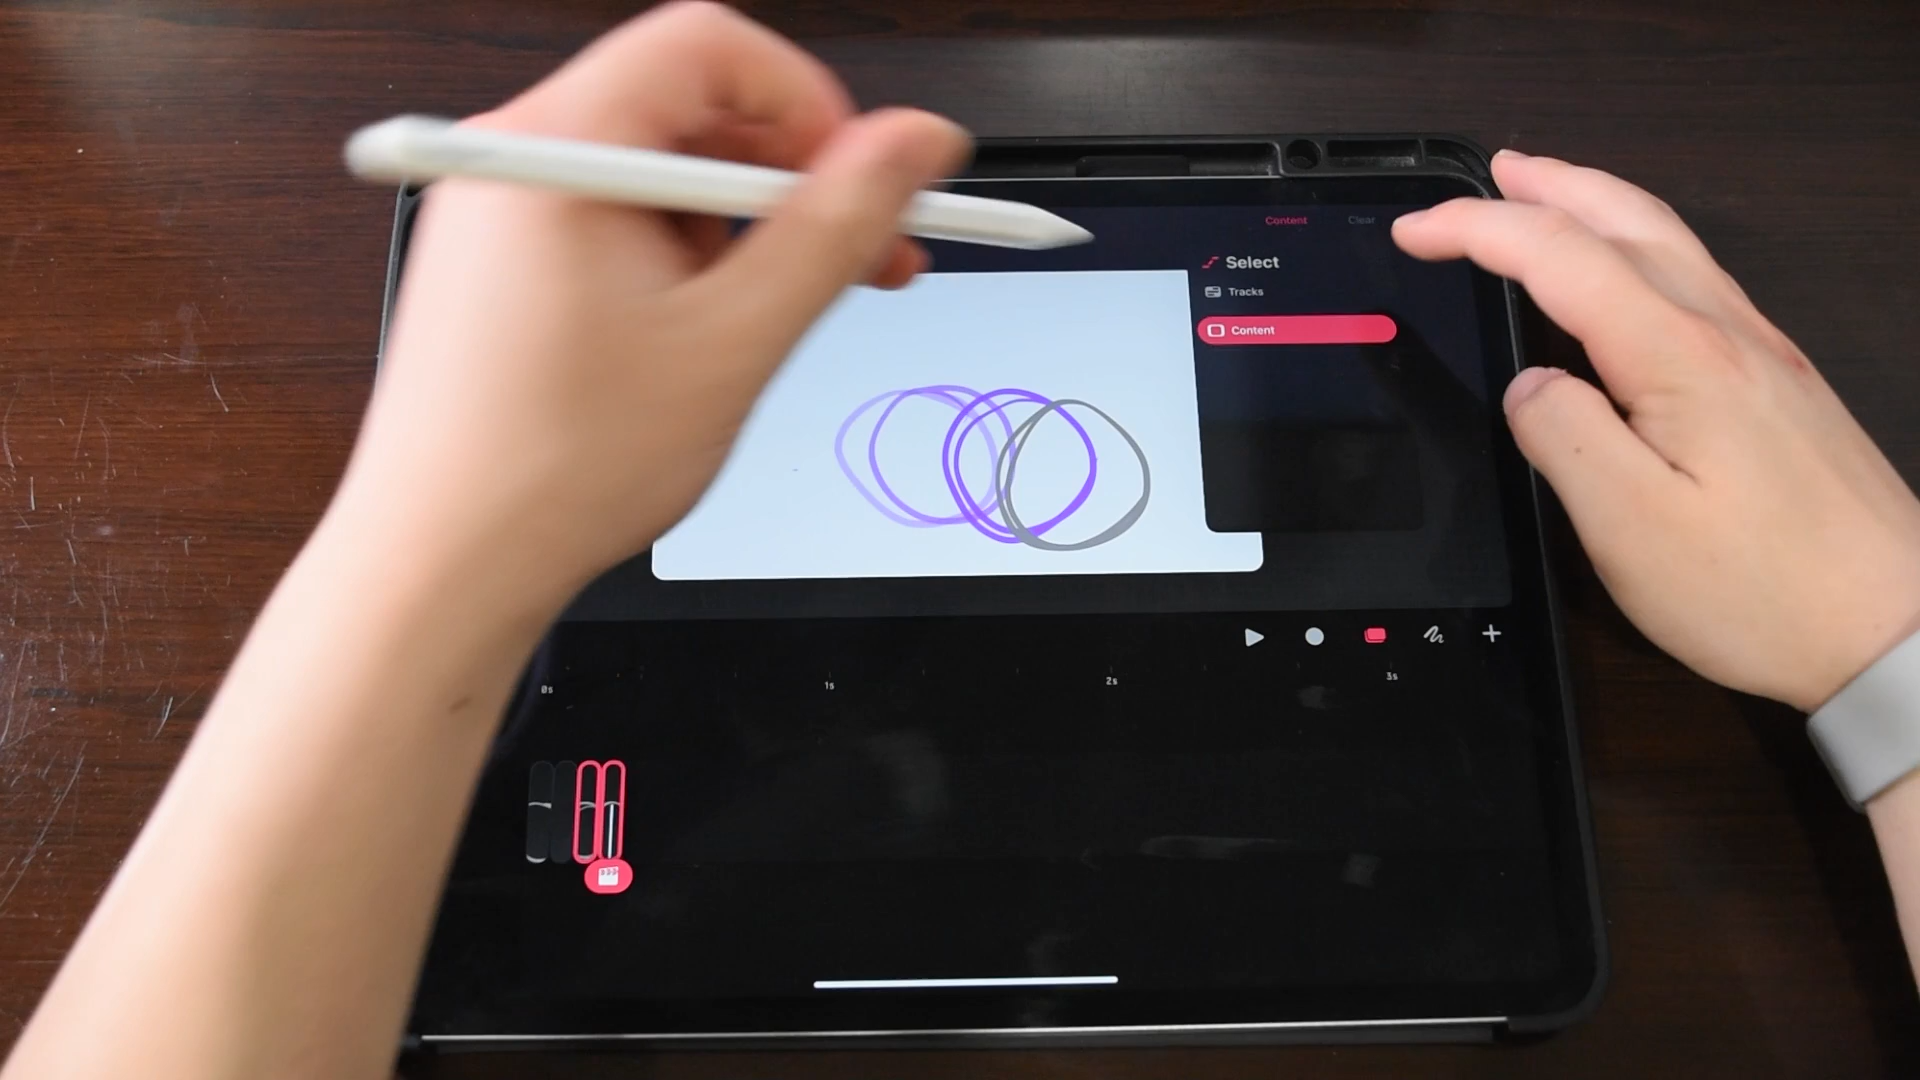 Content Clear
Select
Tracks
Content
0s 1s 2s 3s